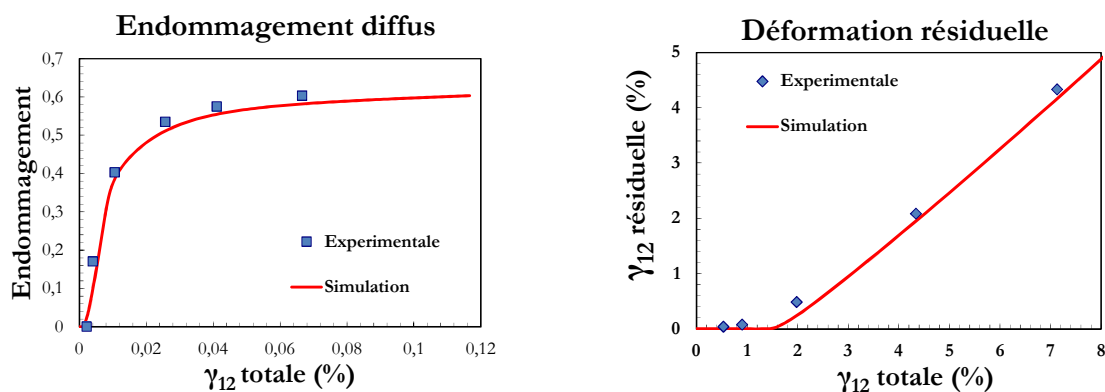 Endommagement diffus
0,7
0,6
0,5
0,4
0,3
0,2
0,1
0
Endommagement
Experimentale
Simulation
0 0,02 0,04 0,06 0,08 0,1 0,12
γ12 totale (%)
Déformation résiduelle
5
4
3
2
1
0
γ12 résiduelle (%)
Experimentale
Simulation
0 1 2 3 4 5 6 7 8
γ12 totale (%)